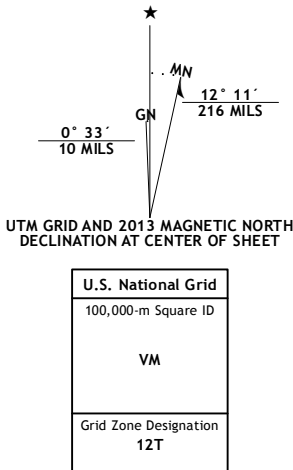 ★
MN
GN
12° 11´
216 MILS
0° 33´
10 MILS
UTM GRID AND 2013 MAGNETIC NORTH
DECLINATION AT CENTER OF SHEET
U.S. National Grid
100,000-m Square ID
VM
Grid Zone Designation
12T